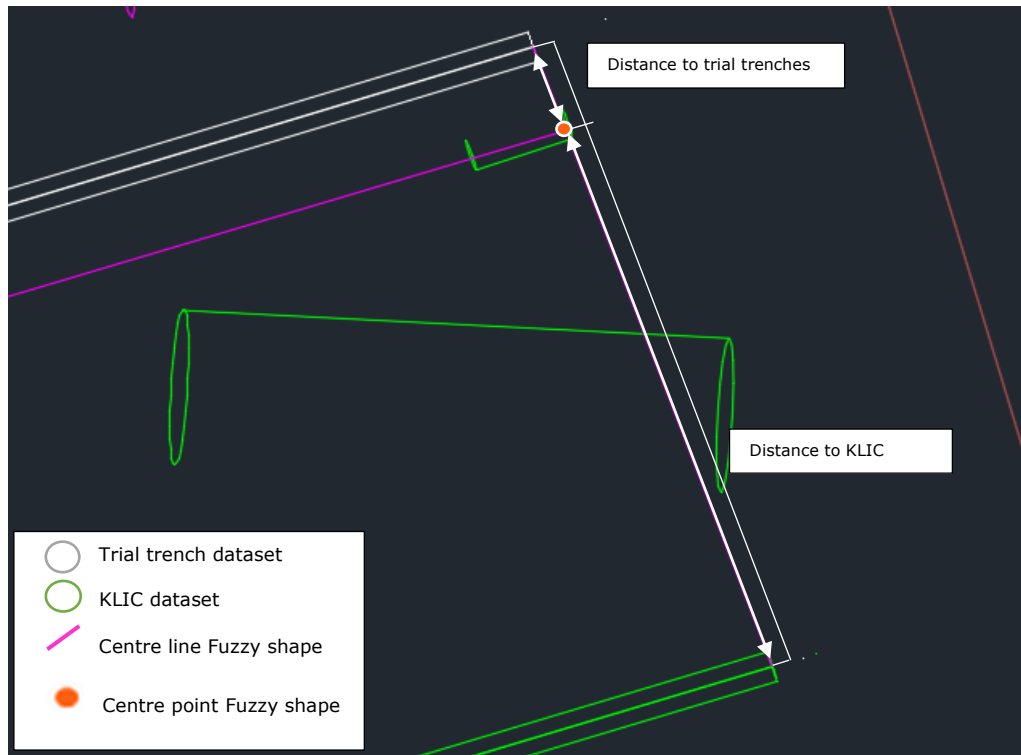 Distance to trial trenches
Distance to KLIC
Trial trench dataset
KLIC dataset
Centre line Fuzzy shape
Centre point Fuzzy shape